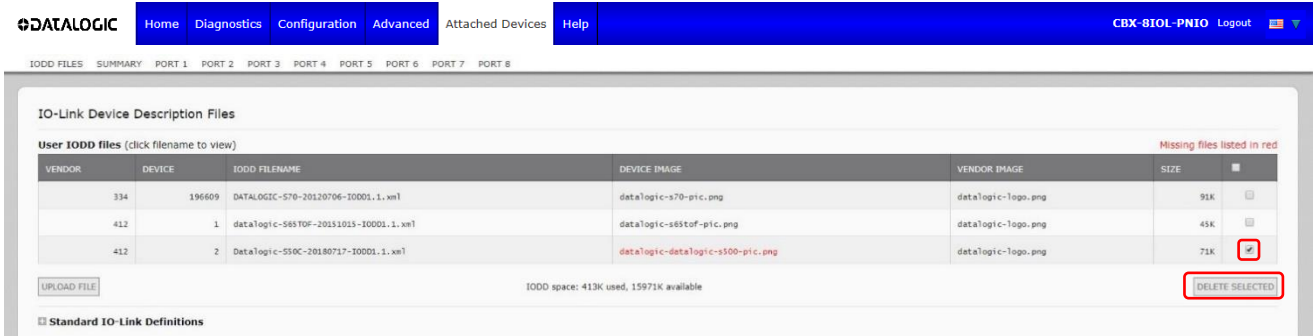 DATALOGIC Home Diagnostics Configuration Advanced Attached Devices Help CBX-8IOL-PNIO Logout
IODD FILES SUMMARY PORT 1 PORT 2 PORT 3 PORT 4 PORT 5 PORT 6 PORT 7 PORT 8
IO-Link Device Description Files
User IODD files (click filename to view) Missing files listed in red
VENDOR DEVICE IODD FILENAME DEVICE IMAGE VENDOR IMAGE SIZE
334 196609 DATALOGIC-S70-20120706-IODD1.1.xml datalogic-s70-pic.png datalogic-logo.png 91K
412 1 datalogic-S65TOF-20151015-IODD1.1.xml datalogic-s65tof-pic.png datalogic-logo.png 45K
412 2 Datalogic-S50C-20180717-IODD1.1.xml datalogic-datalogic-s500-pic.png datalogic-logo.png 71K
UPLOAD FILE IODD space: 413K used, 15971K available DELETE SELECTED
Standard IO-Link Definitions